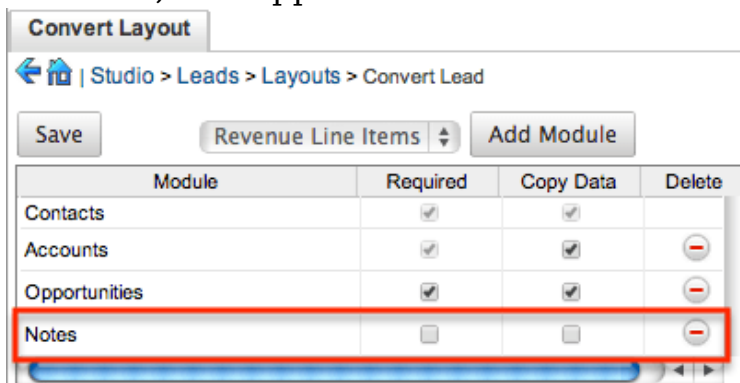 Convert Layout
| Studio > Leads > Layouts > Convert Lead
Save Revenue Line Items Add Module
Module Required Copy Data Delete
Contacts
Accounts
Opportunities
Notes